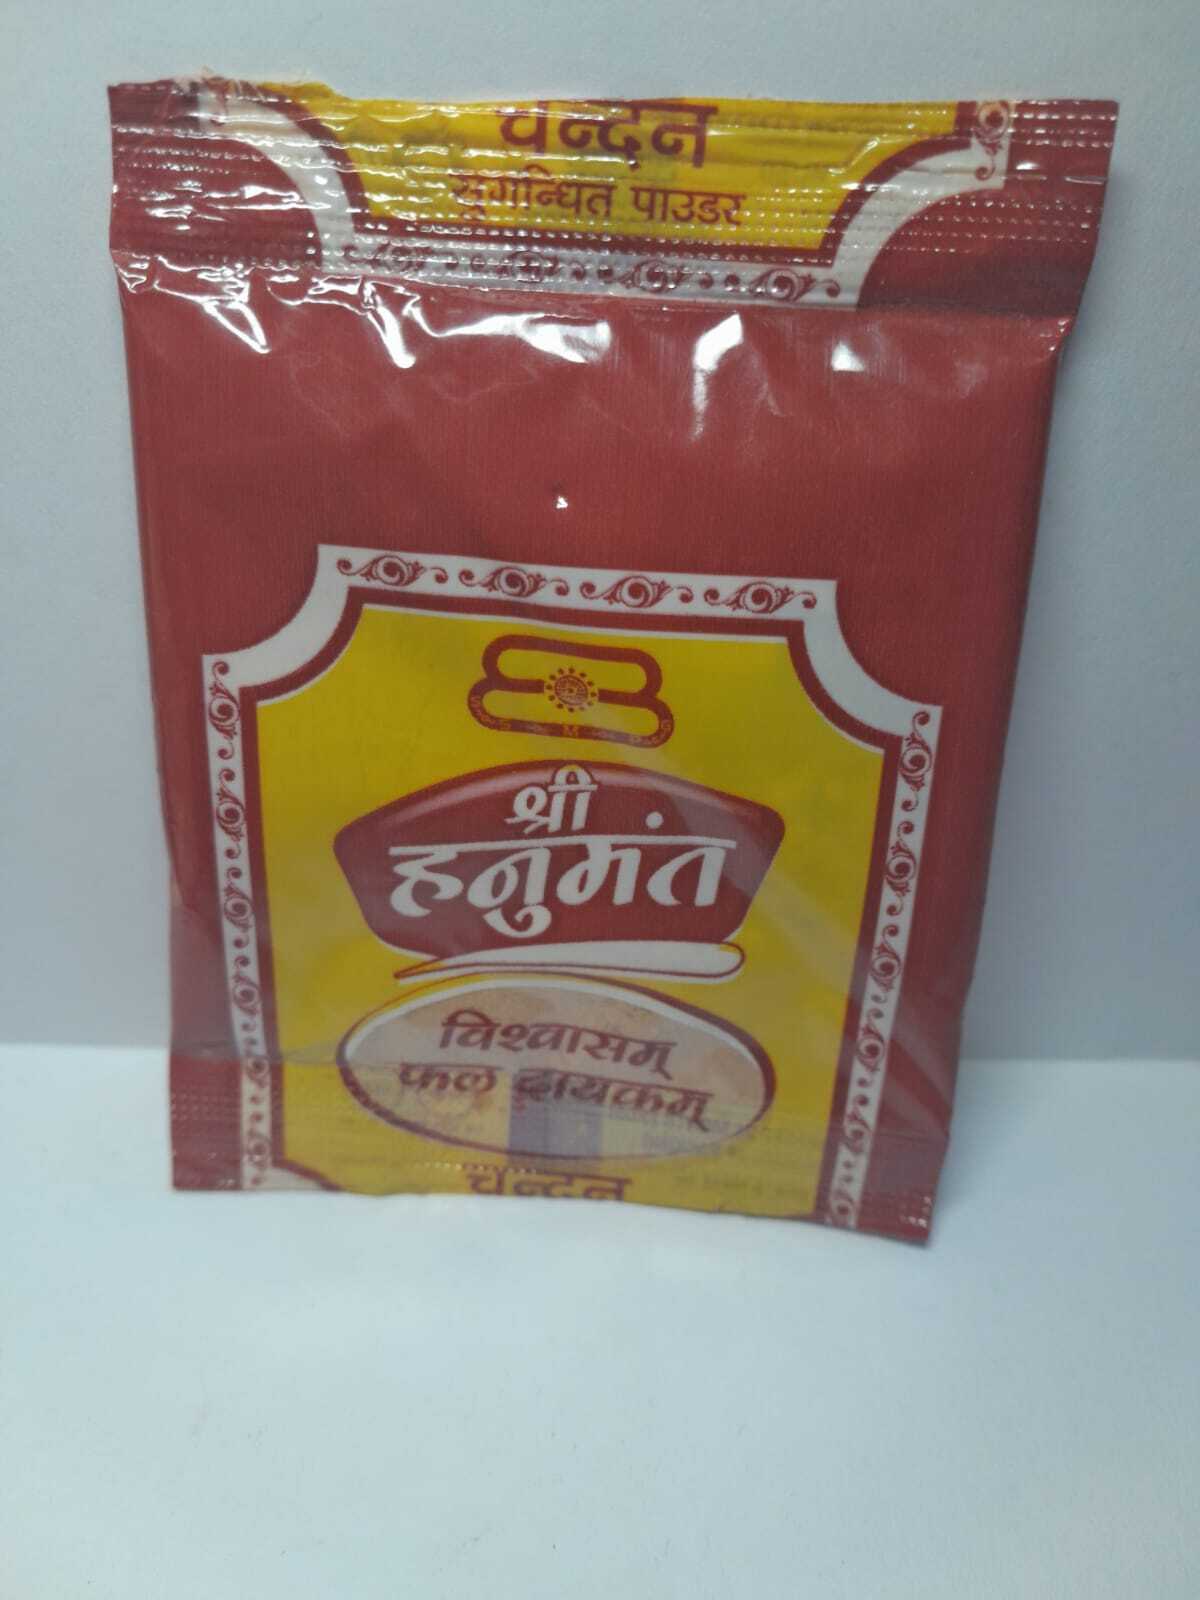 चन्दन
सुगन्धित पाउडर
श्री
हनुमंत
विश्वासम्
फल दायकम्
चन्दन